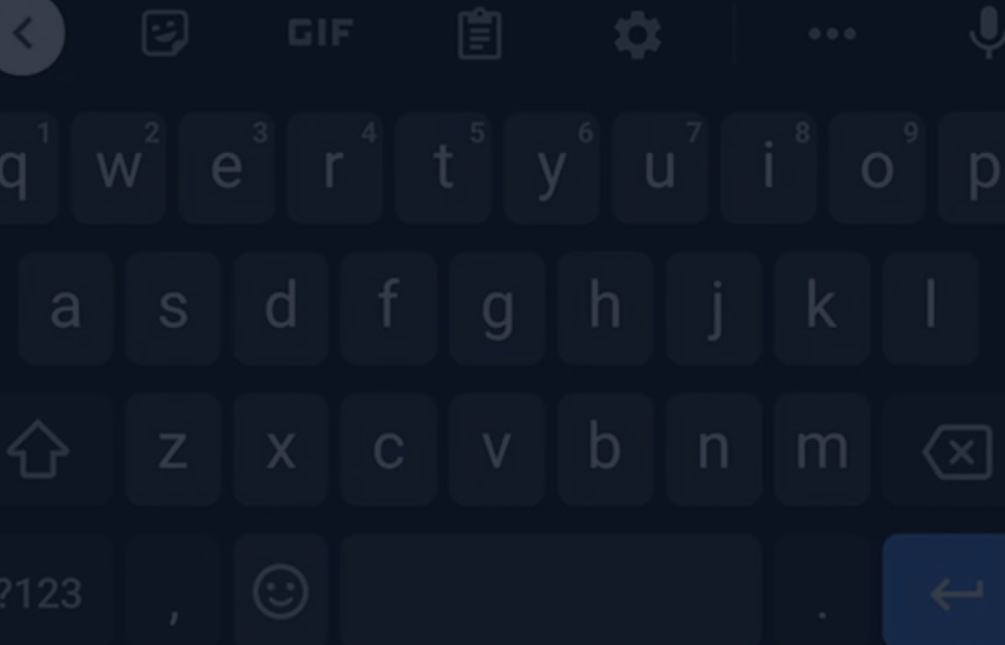 GIF
1 2 3 4 5 6 7 8 9
q w e r t y u i o p
a s d f g h j k l
z x c v b n m
?123 , .